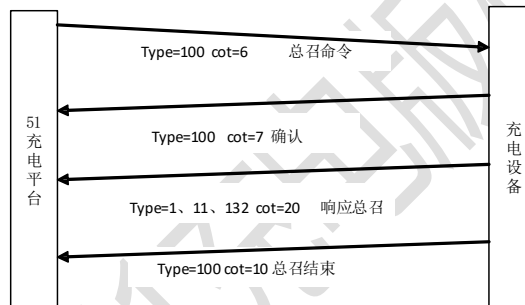 51充电平台
Type=100 cot=6 总召命令
Type=100 cot=7 确认
Type=1、11、132 cot=20 响应总召
Type=100 cot=10 总召结束
充电设备